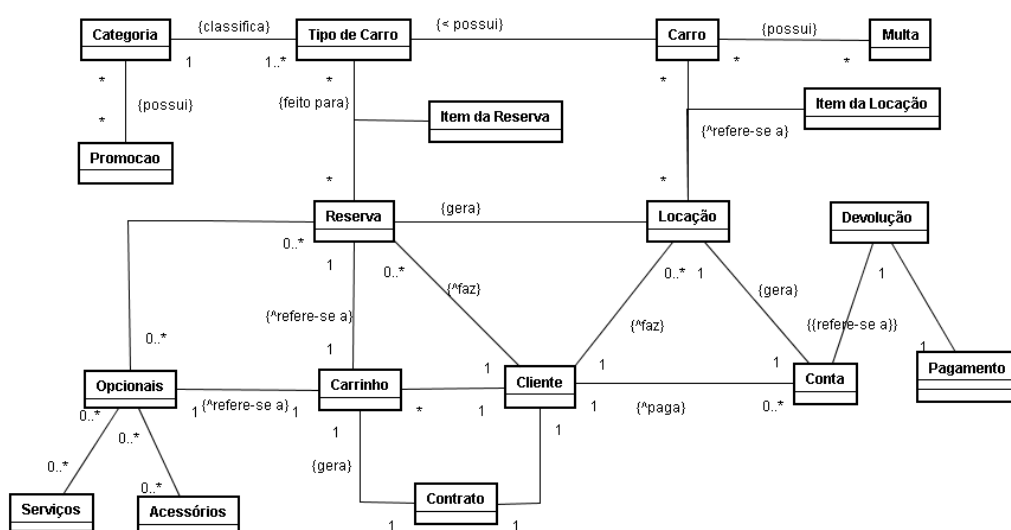 Categoria
{classifica}
1
1..*
Tipo de Carro
{< possui}
Carro
{possui}
*
*
Multa
*
{possui}
*
Promocao
*
{feito para}
Item da Reserva
*
*
Item da Locação
{^refere-se a}
*
Reserva
{gera}
Locação
Devolução
0..*
1
0..*
{^faz}
0..*
1
{gera}
1
{^refere-se a}
{^faz}
{{refere-se a}}
0..*
1
1
1
1
1
Opcionais
Carrinho
Cliente
Conta
Pagamento
0..*
1
{^refere-se a}
1
*
1
1
{^paga}
0..*
0..*
1
1
{gera}
0..*
0..*
Serviços
Acessórios
Contrato
1
1